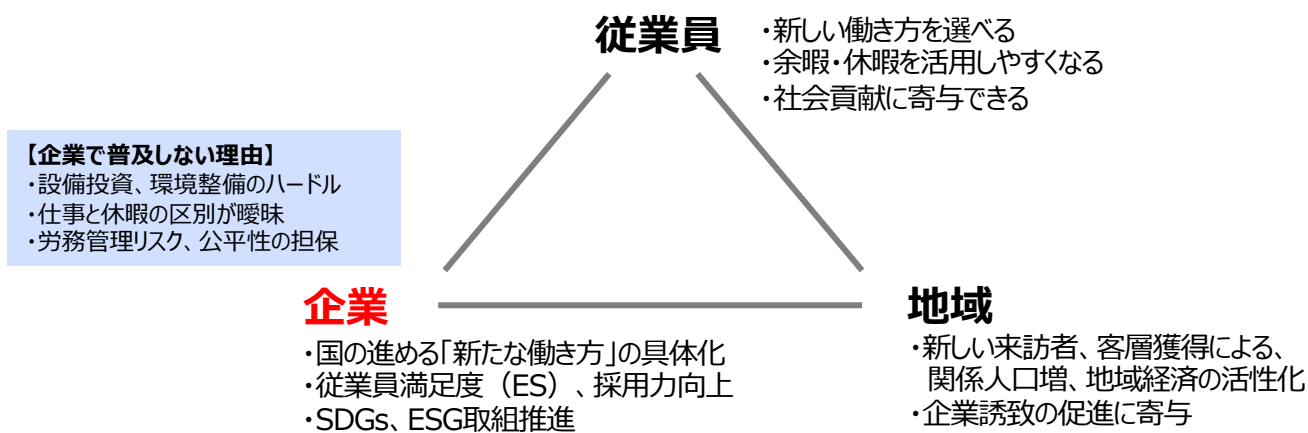 従業員
・新しい働き方を選べる
・余暇・休暇を活用しやすくなる
・社会貢献に寄与できる
【企業で普及しない理由】
・設備投資、環境整備のハードル
・仕事と休暇の区別が曖昧
・労務管理リスク、公平性の担保
企業
・国の進める「新たな働き方」の具体化
・従業員満足度（ES）、採用力向上
・SDGs、ESG取組推進
地域
・新しい来訪者、客層獲得による、
関係人口増、地域経済の活性化
・企業誘致の促進に寄与